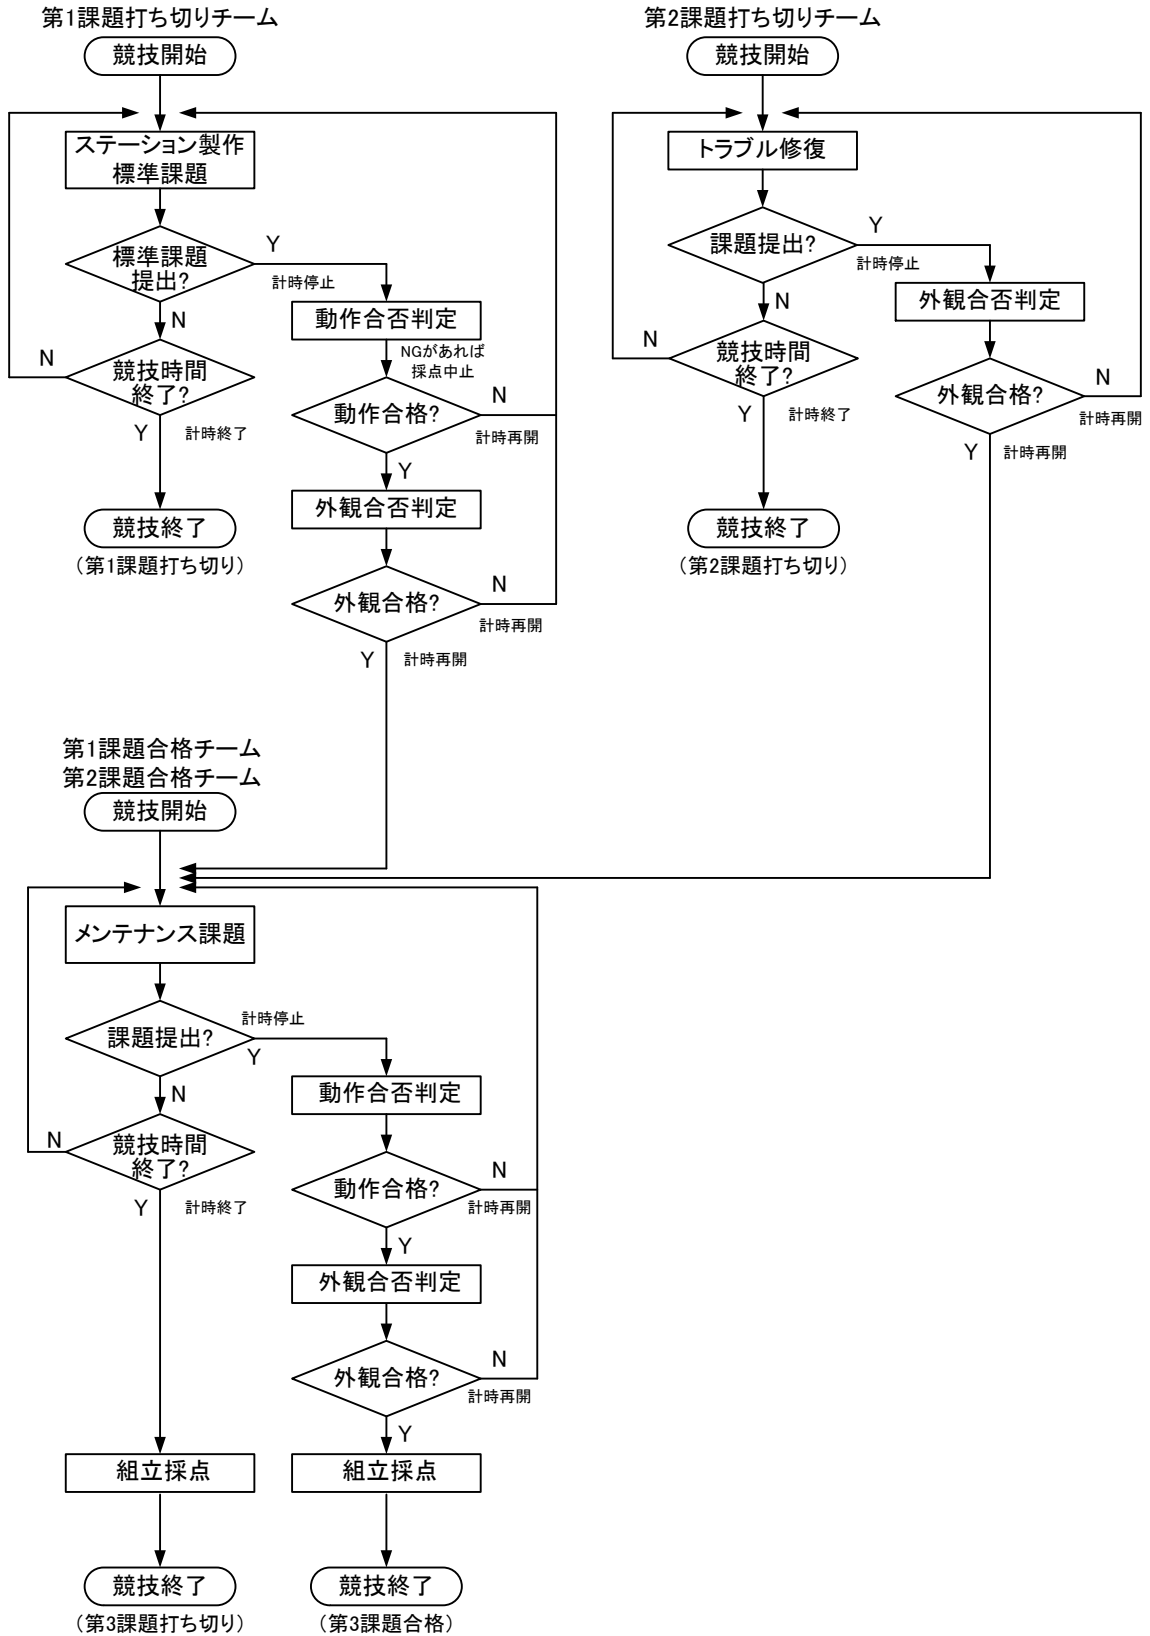 第1課題打ち切りチーム
競技開始
ステーション製作
標準課題
標準課題
提出?
Y
計時停止
N
動作合否判定
NGがあれば
採点中止
競技時間
終了?
N
Y
計時終了
動作合格?
N
計時再開
Y
外観合否判定
競技終了
（第1課題打ち切り）
外観合格?
N
計時再開
Y
計時再開
第2課題打ち切りチーム
競技開始
トラブル修復
課題提出?
Y
計時停止
N
外観合否判定
競技時間
終了?
N
Y
計時終了
外観合格?
N
計時再開
Y
計時再開
競技終了
（第2課題打ち切り）
第1課題合格チーム
第2課題合格チーム
競技開始
メンテナンス課題
課題提出?
計時停止
Y
N
動作合否判定
競技時間
終了?
N
Y
計時終了
動作合格?
N
計時再開
Y
外観合否判定
外観合格?
N
計時再開
Y
組立採点
組立採点
競技終了
（第3課題打ち切り）
競技終了
（第3課題合格）